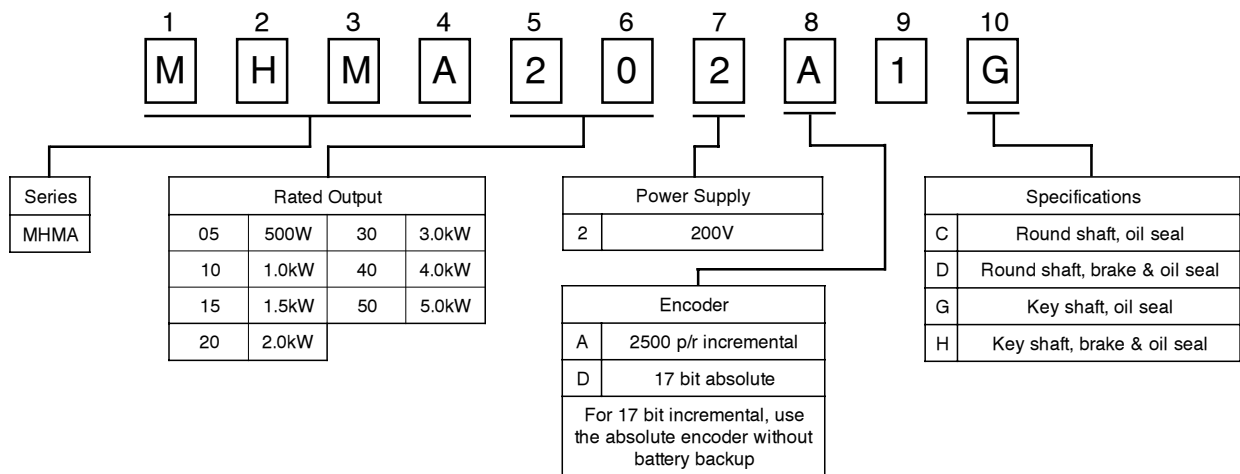 1 2 3 4 5 6 7 8 9 10
M H M A 2 0 2 A 1 G
Series
MHMA
Rated Output
05 500W 30 3.0kW
10 1.0kW 40 4.0kW
15 1.5kW 50 5.0kW
20 2.0kW
Power Supply
2 200V
Encoder
A 2500 p/r incremental
D 17 bit absolute
For 17 bit incremental, use
the absolute encoder without
battery backup
Specifications
C Round shaft, oil seal
D Round shaft, brake & oil seal
G Key shaft, oil seal
H Key shaft, brake & oil seal